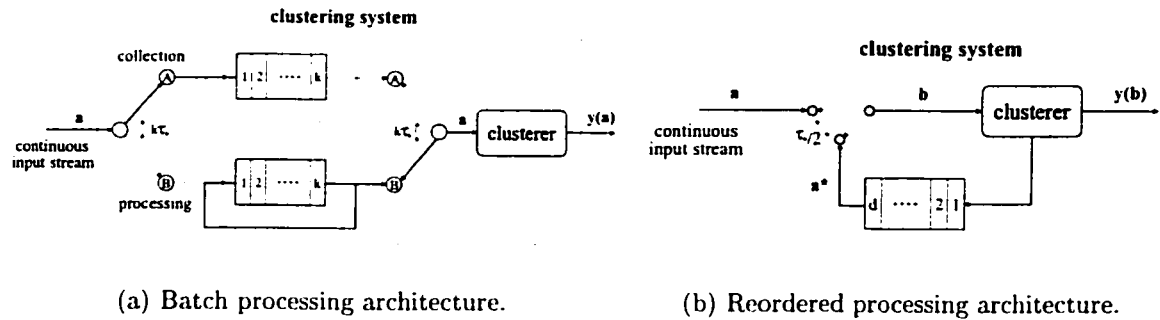 clustering system
collection
A
1 2 ···· k
A
a
kτ
continuous
input stream
kτ
a
clusterer
y(a)
B
processing
1 2 ···· k
B
(a) Batch processing architecture.
clustering system
a
b
clusterer
y(b)
continuous
input stream
a*
d ···· 2 1
(b) Reordered processing architecture.